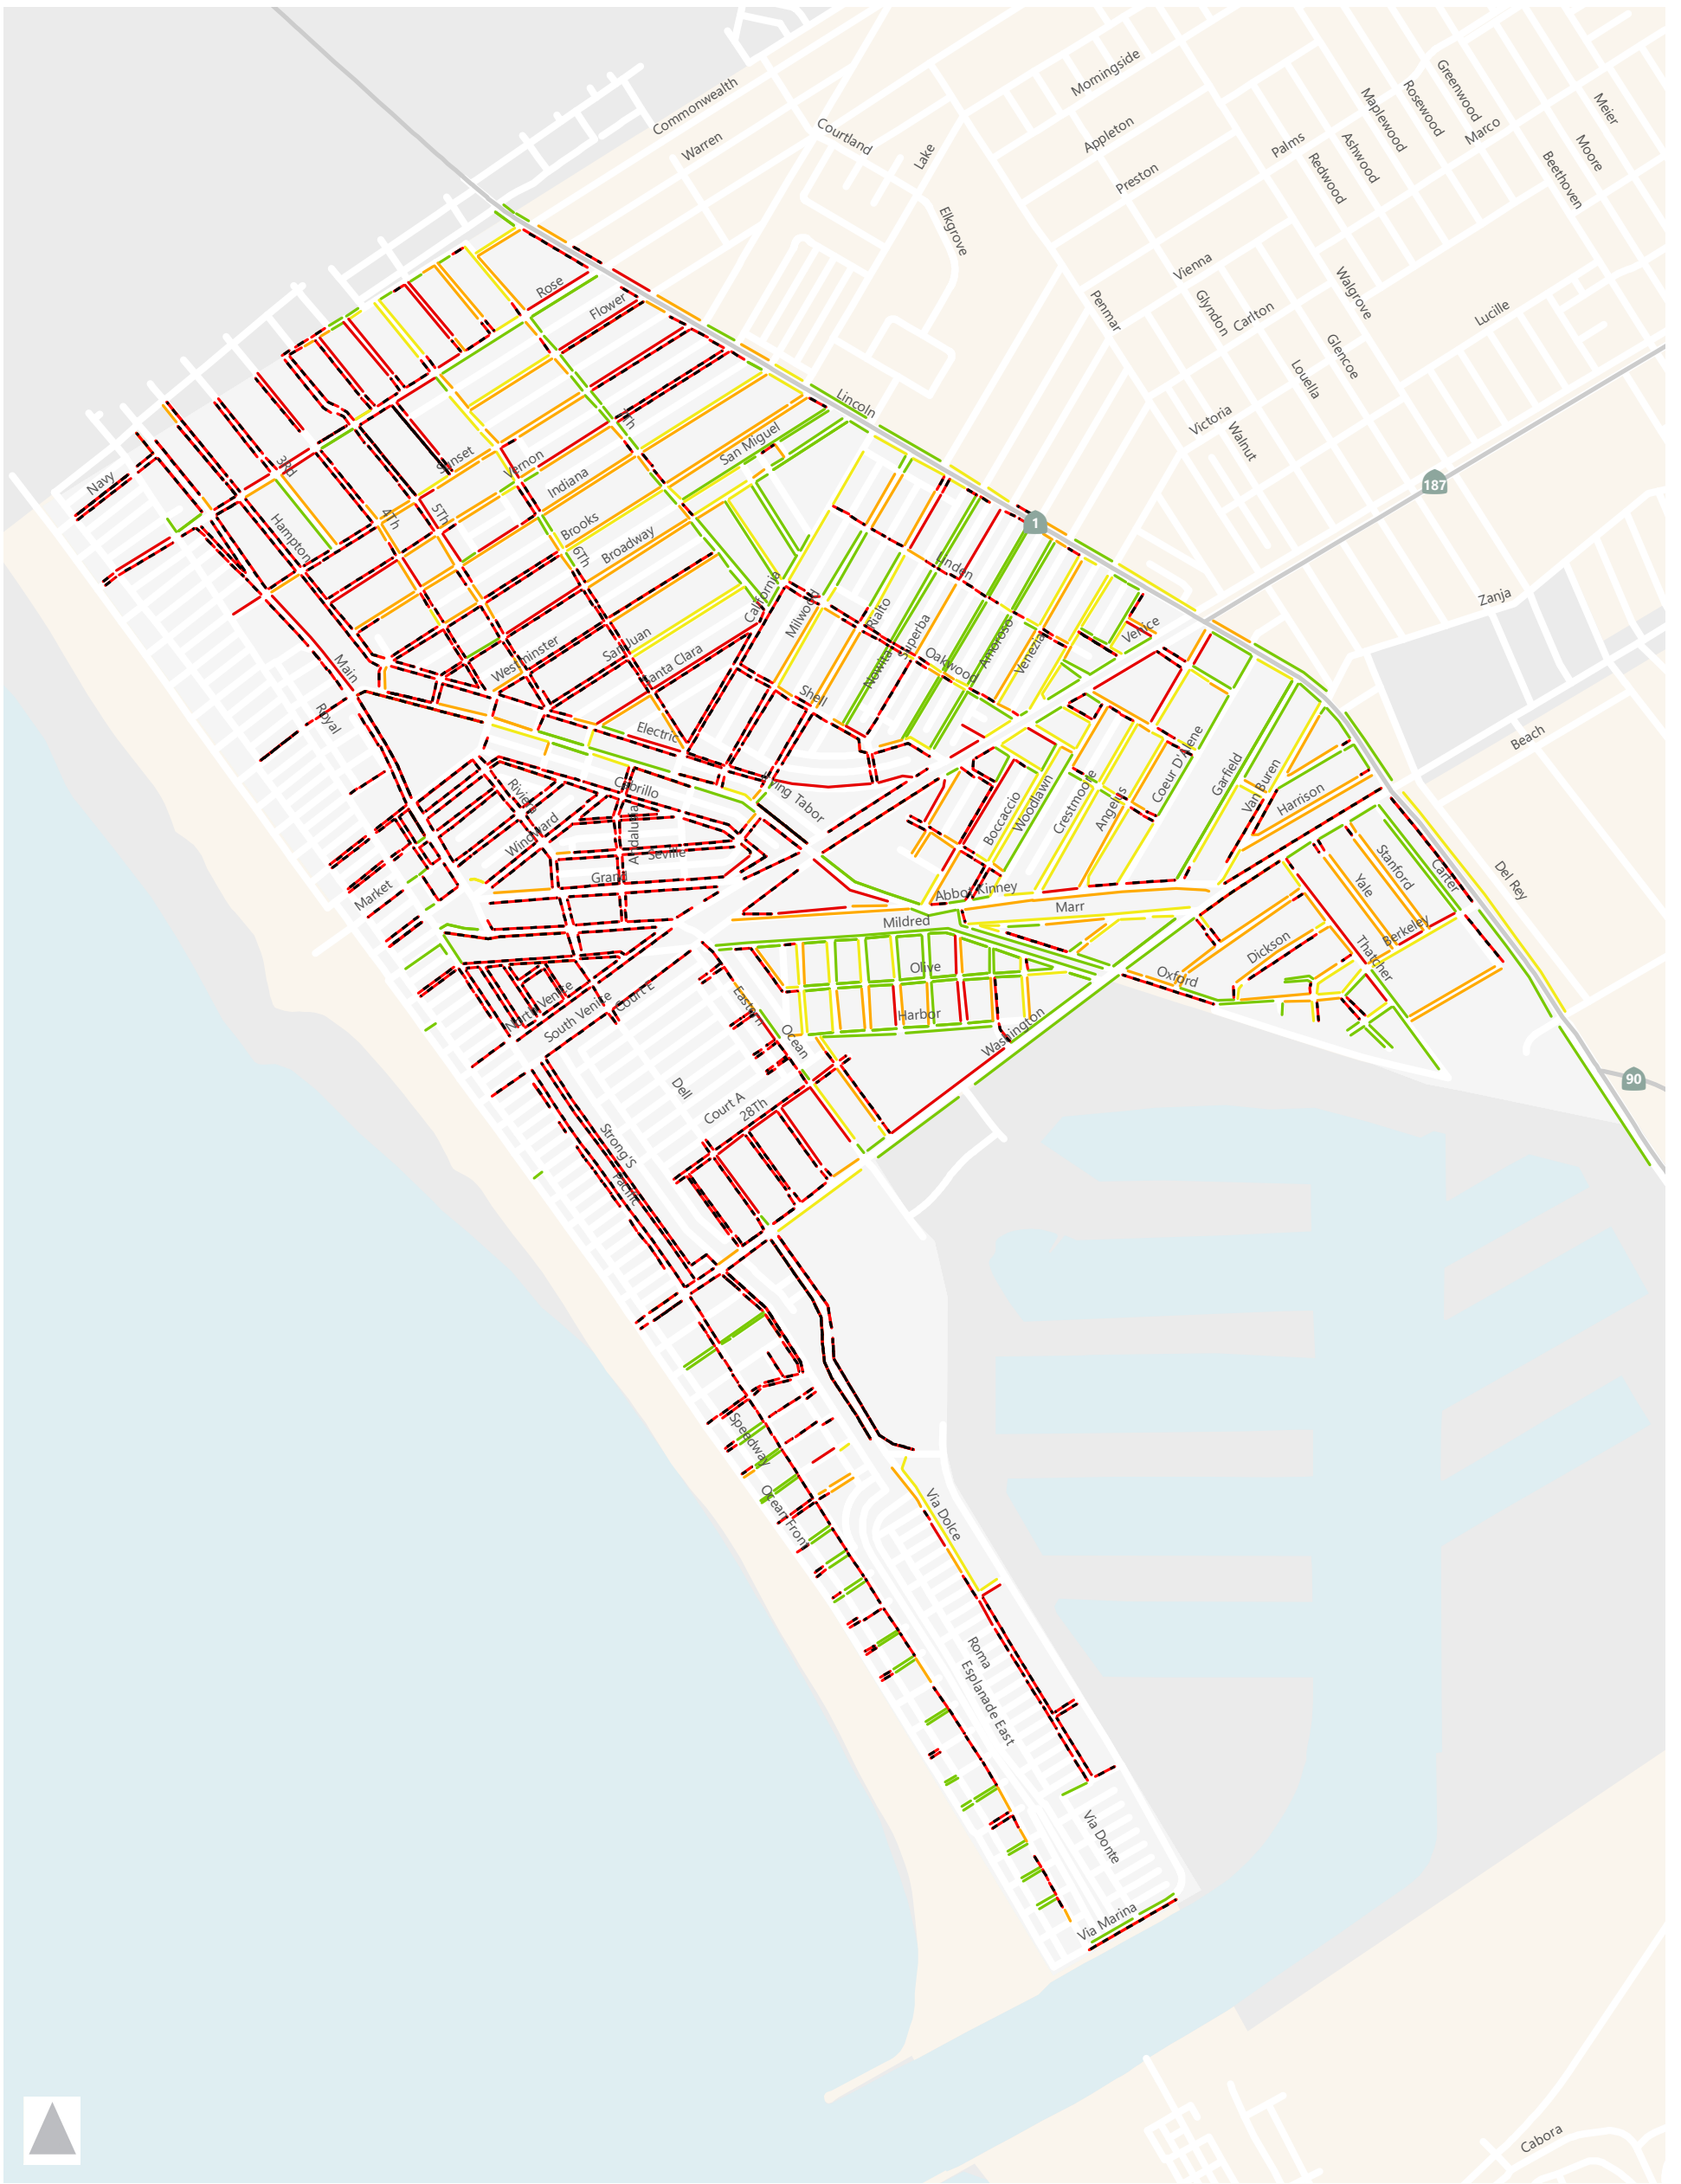 Commonwealth
Morningside
Greenwood
Maplewood
Rosewood
Meier
Warren
Courtland
Appleton
Marco
Lake
Palms
Ashwood
Moore
Preston
Redwood
Beethoven
Elkgrove
Vienna
Walgrove
Rose
Penmar
Glyndon
Carlton
Flower
Lucille
Glencoe
Louella
Lincoln
7Th
Victoria
Walnut
San Miguel
Sunset
Vernon
3Rd
Navy
Indiana
187
5Th
4Th
Brooks
1
Hampton
Broadway
6Th
Linden
California
Milwood
Rialto
Zanja
Superba
Amoroso
Venice
Westminster
San Juan
Venezia
Santa Clara
Oakwood
Nowita
Main
Shell
Royal
Electric
Beach
Coeur D'Alene
Garfield
Cabrillo
Riviera
Irving Tabor
Van Buren
Harrison
Boccaccio
Woodlawn
Crestmoore
Angelus
Windward
Andalusia
Seville
Stanford
Carter
Del Rey
Grand
Yale
Market
Abbot Kinney
Marr
Mildred
Berkeley
Dickson
Thatcher
Olive
Oxford
North Venice
South Venice
Court E
Eastern
Harbor
Washington
Ocean
90
Dell
Court A
28Th
Strong'S
Pacific
Speedway
Ocean Front
Via Dolce
Roma
Esplanade East
Via Donte
Via Marina
Cabora